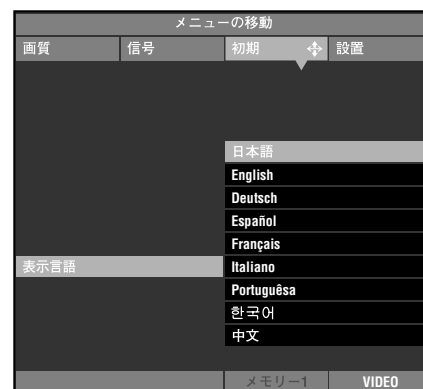 メニューの移動
画質 信号 初期 設置
日本語
English
Deutsch
Español
Français
表示言語 Italiano
Portuguêsa
한국어
中文
メモリー1 VIDEO